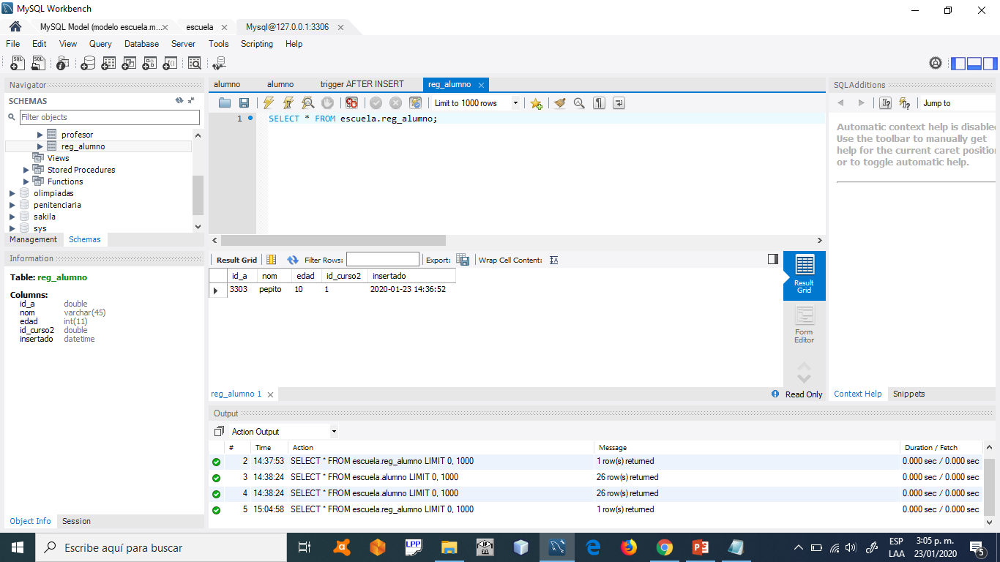 MySQL Workbench
MySQL Model (modelo escuela.m... escuela Mysql@127.0.0.1:3306
File Edit View Query Database Server Tools Scripting Help
Navigator
SCHEMAS
Filter objects
profesor
reg_alumno
Views
Stored Procedures
Functions
olimpiadas
penitenciaria
sakila
sys
Management Schemas
Information
Table: reg_alumno
Columns:
id_a double
nom varchar(45)
edad int(11)
id_curso2 double
insertado datetime
Object Info Session
alumno alumno trigger AFTER INSERT reg_alumno
Limit to 1000 rows
1 SELECT * FROM escuela.reg_alumno;
Result Grid Filter Rows: Export: Wrap Cell Content:
id_a nom edad id_curso2 insertado
3303 pepito 10 1 2020-01-23 14:36:52
Result
Grid
Form
Editor
reg_alumno 1 Read Only
SQLAdditions
Jump to
Automatic context help is disabled
Use the toolbar to manually get
help for the current caret position
or to toggle automatic help.
Context Help Snippets
Output
Action Output
# Time Action Message Duration / Fetch
2 14:37:53 SELECT * FROM escuela.reg_alumno LIMIT 0, 1000 1 row(s) returned 0.000 sec / 0.000 sec
3 14:38:24 SELECT * FROM escuela.alumno LIMIT 0, 1000 26 row(s) returned 0.000 sec / 0.000 sec
4 14:38:24 SELECT * FROM escuela.alumno LIMIT 0, 1000 26 row(s) returned 0.000 sec / 0.000 sec
5 15:04:58 SELECT * FROM escuela.reg_alumno LIMIT 0, 1000 1 row(s) returned 0.000 sec / 0.000 sec
Escribe aquí para buscar
LPP
ESP
LAA
3:05 p. m.
23/01/2020
5